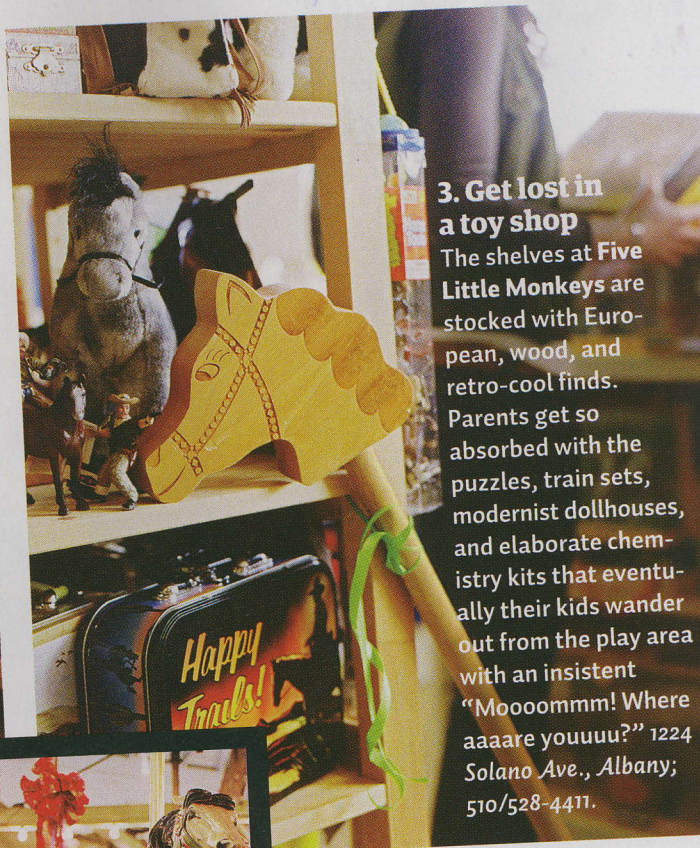 3. Get lost in
a toy shop
The shelves at Five
Little Monkeys are
stocked with Euro-
pean, wood, and
retro-cool finds.
Parents get so
absorbed with the
puzzles, train sets,
modernist dollhouses,
and elaborate chem-
istry kits that eventu-
ally their kids wander
out from the play area
with an insistent
“Moooommm! Where
aaaare youuuu?” 1224
Solano Ave., Albany;
510/528-4411.
Happy
Trails!